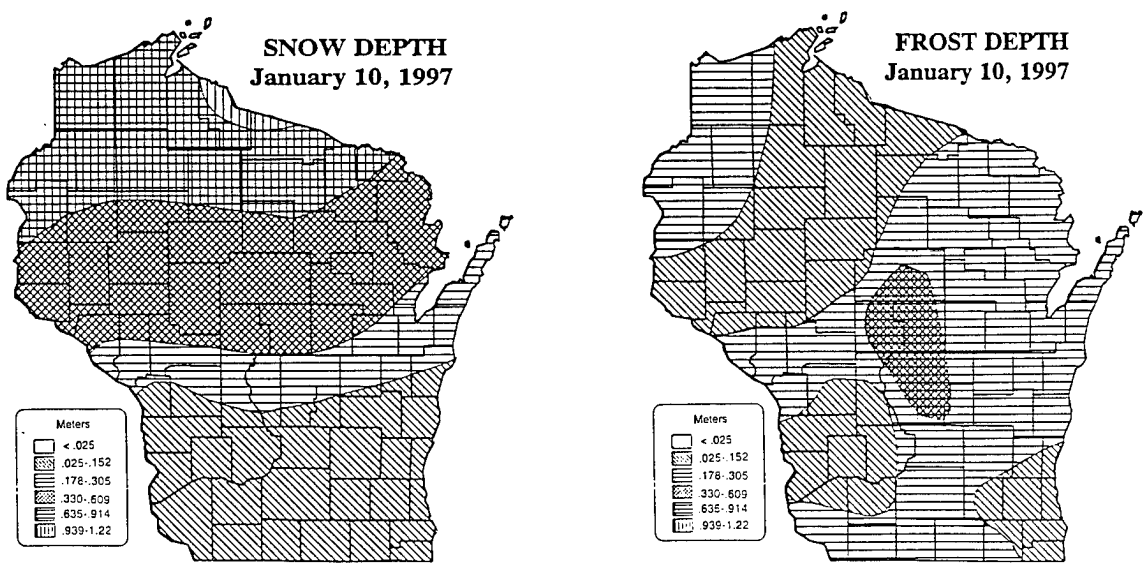 SNOW DEPTH
January 10, 1997
Meters
< .025
.025-.152
.178-.305
.330-.609
.635-.914
.939-1.22
FROST DEPTH
January 10, 1997
Meters
< .025
.025-.152
.178-.305
.330-.609
.635-.914
.939-1.22